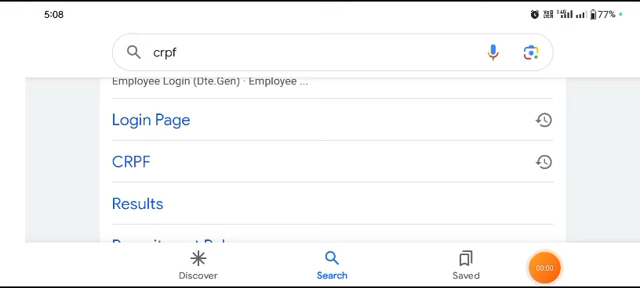 5:08
77%
crpf
Employee Login (Dte.Gen) · Employee ...
Login Page
CRPF
Results
Discover
Search
Saved
00:00